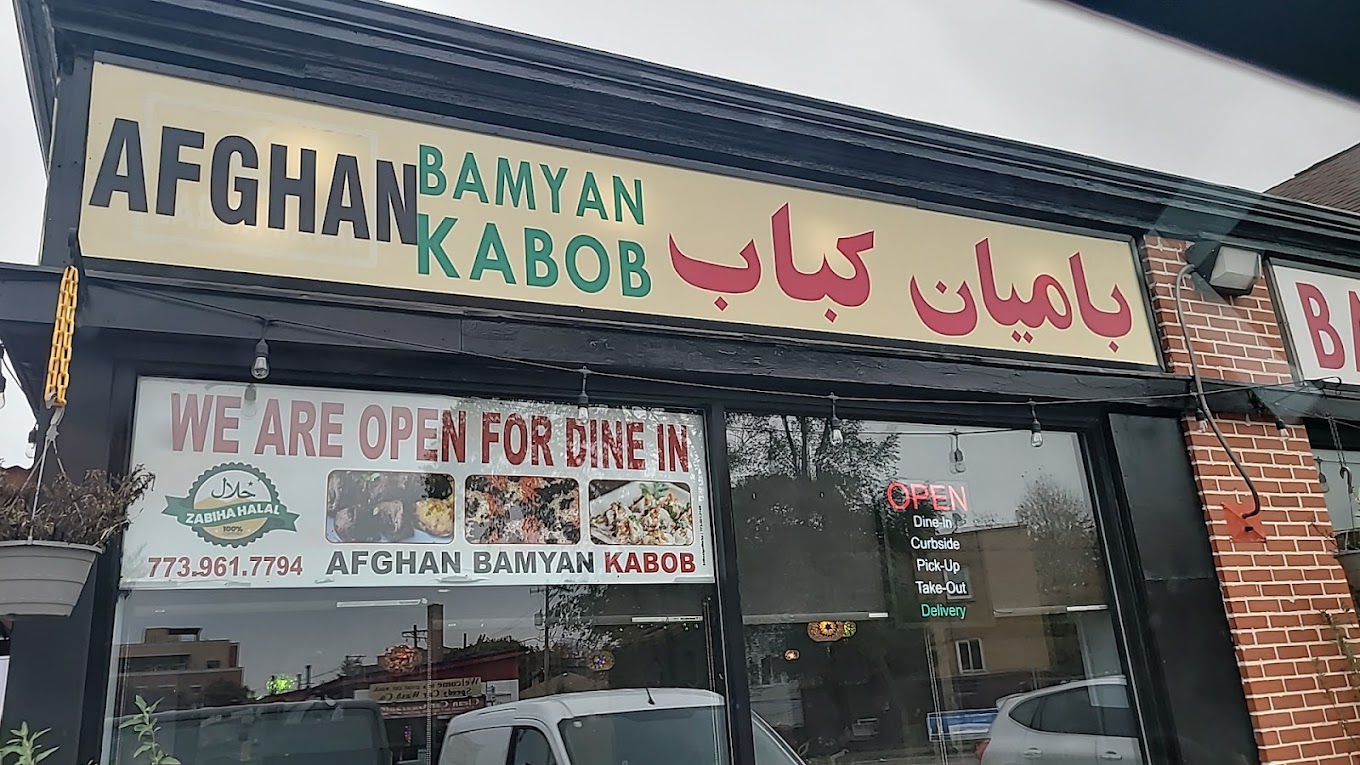 AFGHAN
BAMYAN
KABOB
بامیان کباب
WE ARE OPEN FOR DINE IN
حلال
ZABIHA HALAL
100%
773.961.7794
AFGHAN BAMYAN KABOB
OPEN
Dine-In
Curbside
Pick-Up
Take-Out
Delivery